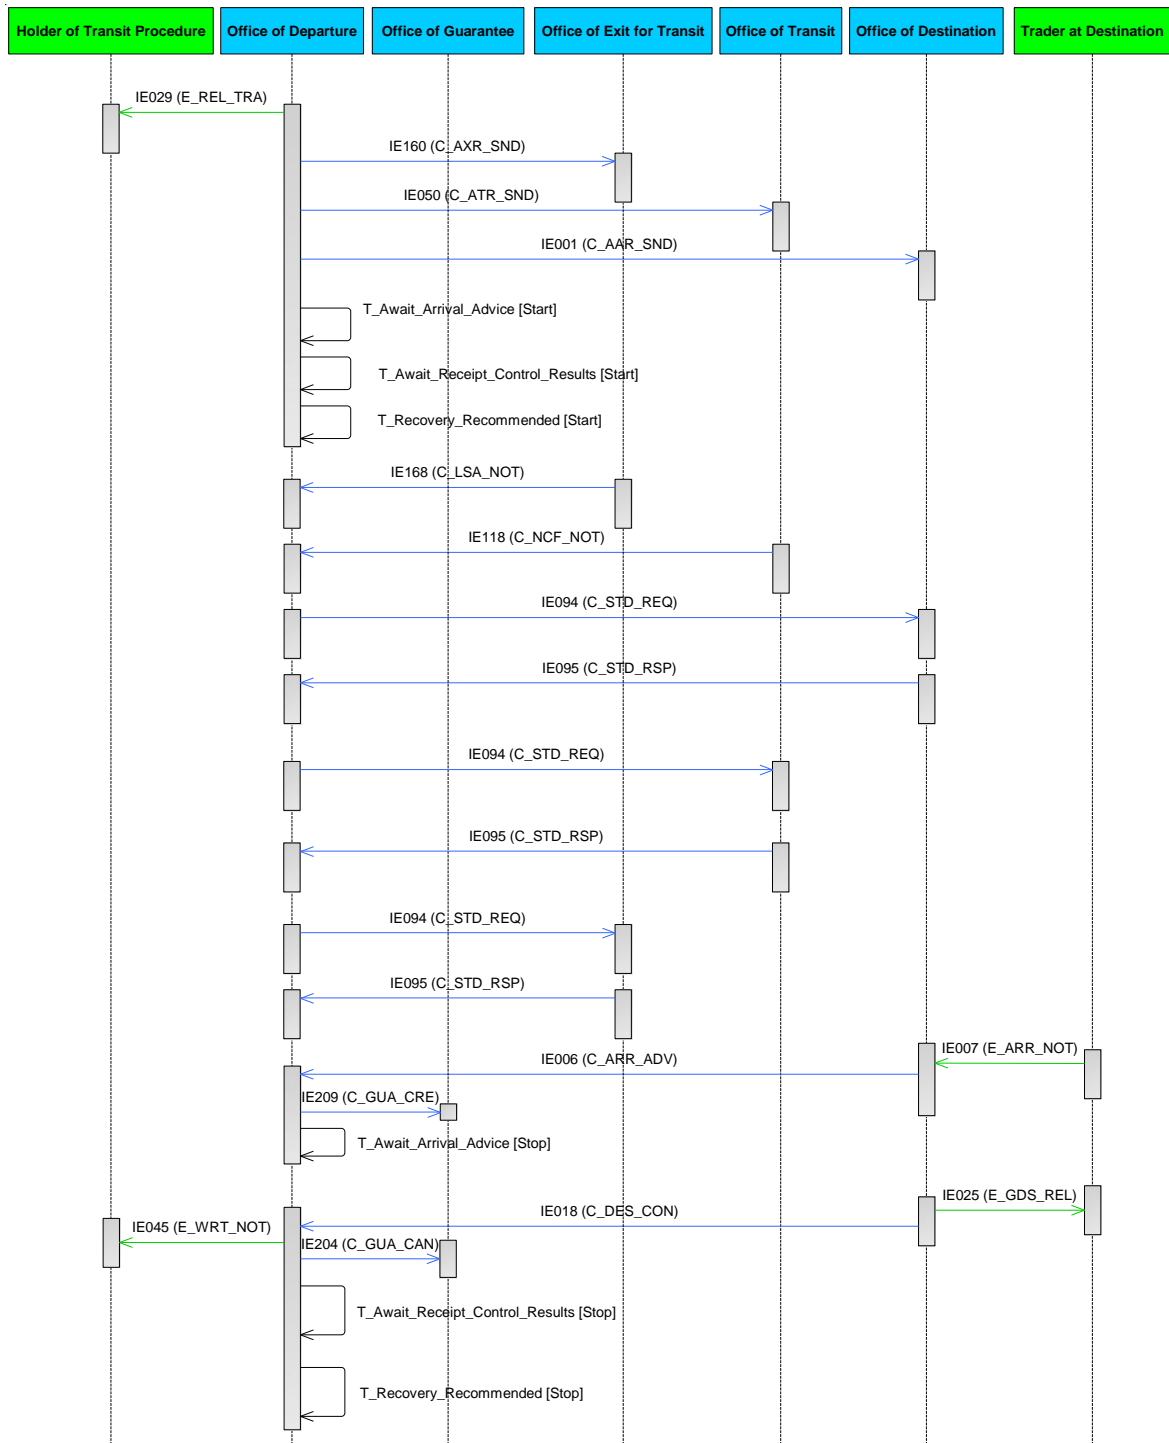 Holder of Transit Procedure
Office of Departure
Office of Guarantee
Office of Exit for Transit
Office of Transit
Office of Destination
Trader at Destination
IE029 (E_REL_TRA)
IE160 (C_AXR_SND)
IE050 (C_ATR_SND)
IE001 (C_AAR_SND)
T_Await_Arrival_Advice [Start]
T_Await_Receipt_Control_Results [Start]
T_Recovery_Recommended [Start]
IE168 (C_LSA_NOT)
IE118 (C_NCF_NOT)
IE094 (C_STD_REQ)
IE095 (C_STD_RSP)
IE094 (C_STD_REQ)
IE095 (C_STD_RSP)
IE094 (C_STD_REQ)
IE095 (C_STD_RSP)
IE007 (E_ARR_NOT)
IE006 (C_ARR_ADV)
IE209 (C_GUA_CRE)
T_Await_Arrival_Advice [Stop]
IE025 (E_GDS_REL)
IE018 (C_DES_CON)
IE045 (E_WRT_NOT)
IE204 (C_GUA_CAN)
T_Await_Receipt_Control_Results [Stop]
T_Recovery_Recommended [Stop]